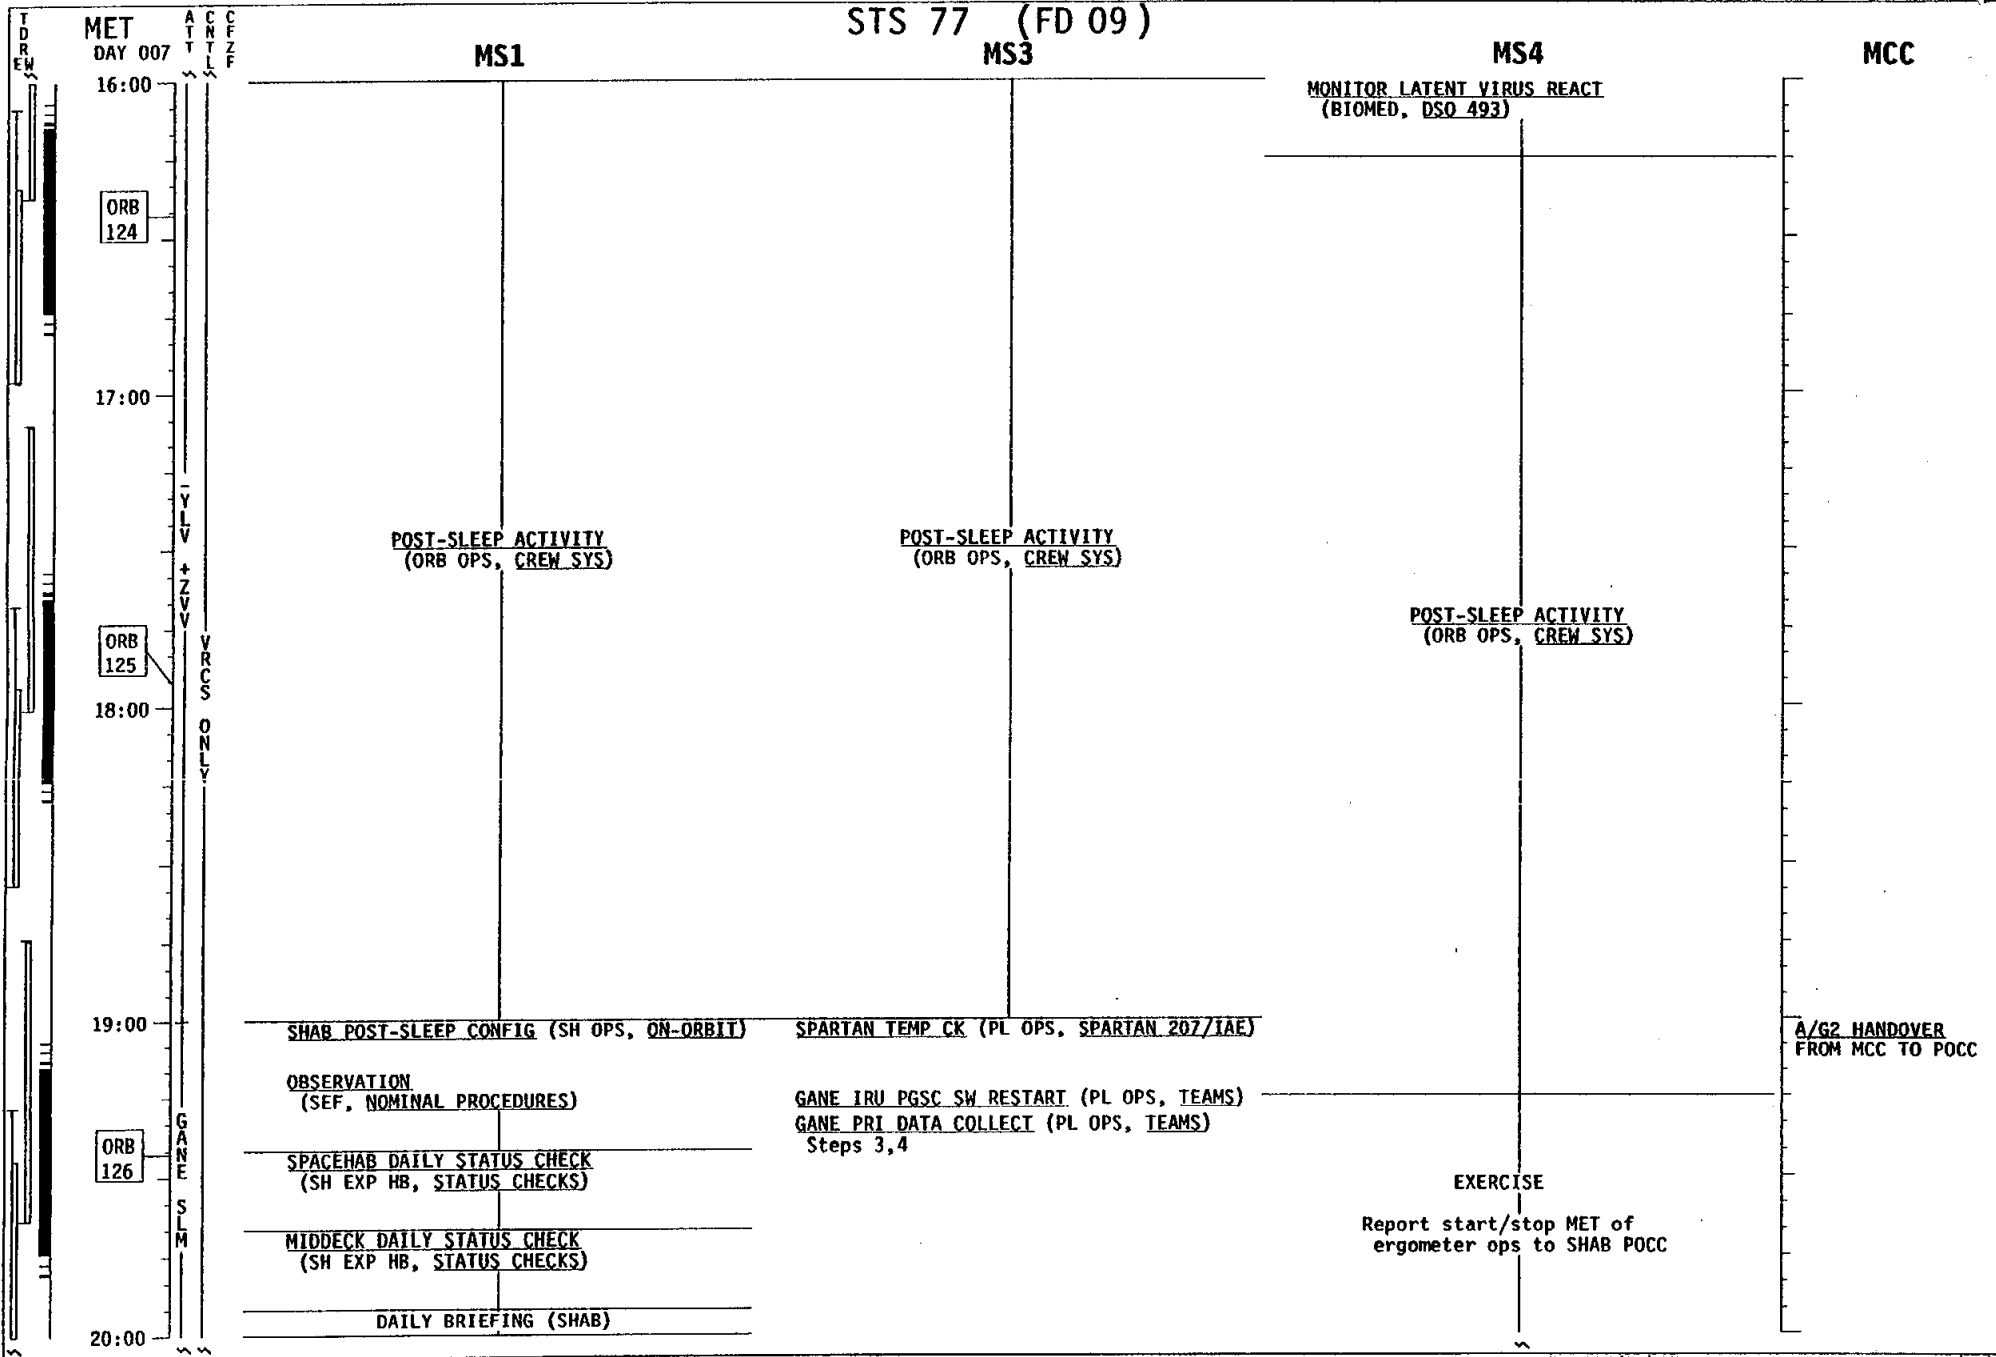 STS 77 (FD 09)
TDRE W
MET
DAY 007
ATT
CNTL
CFZF
MS1
MS3
MS4
MCC
16:00
MONITOR LATENT VIRUS REACT
(BIOMED, DSO 493)
ORB
124
17:00
-YLV +ZVV
POST-SLEEP ACTIVITY
(ORB OPS, CREW SYS)
POST-SLEEP ACTIVITY
(ORB OPS, CREW SYS)
POST-SLEEP ACTIVITY
(ORB OPS, CREW SYS)
ORB
125
VRCS ONLY
18:00
19:00
SHAB POST-SLEEP CONFIG (SH OPS, ON-ORBIT)
SPARTAN TEMP CK (PL OPS, SPARTAN 207/IAE)
A/G2 HANDOVER
FROM MCC TO POCC
OBSERVATION
(SEF, NOMINAL PROCEDURES)
GANE IRU PGSC SW RESTART (PL OPS, TEAMS)
GANE PRI DATA COLLECT (PL OPS, TEAMS)
Steps 3,4
GANE SLM
ORB
126
SPACEHAB DAILY STATUS CHECK
(SH EXP HB, STATUS CHECKS)
EXERCISE
Report start/stop MET of
ergometer ops to SHAB POCC
MIDDECK DAILY STATUS CHECK
(SH EXP HB, STATUS CHECKS)
DAILY BRIEFING (SHAB)
20:00